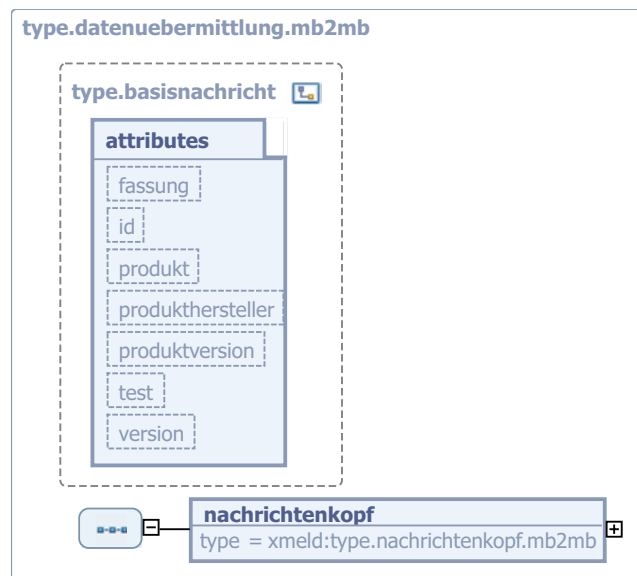 type.datenuebermittlung.mb2mb
type.basisnachricht
attributes
fassung
id
produkt
produkthersteller
produktversion
test
version
nachrichtenkopf
type = xmeld:type.nachrichtenkopf.mb2mb